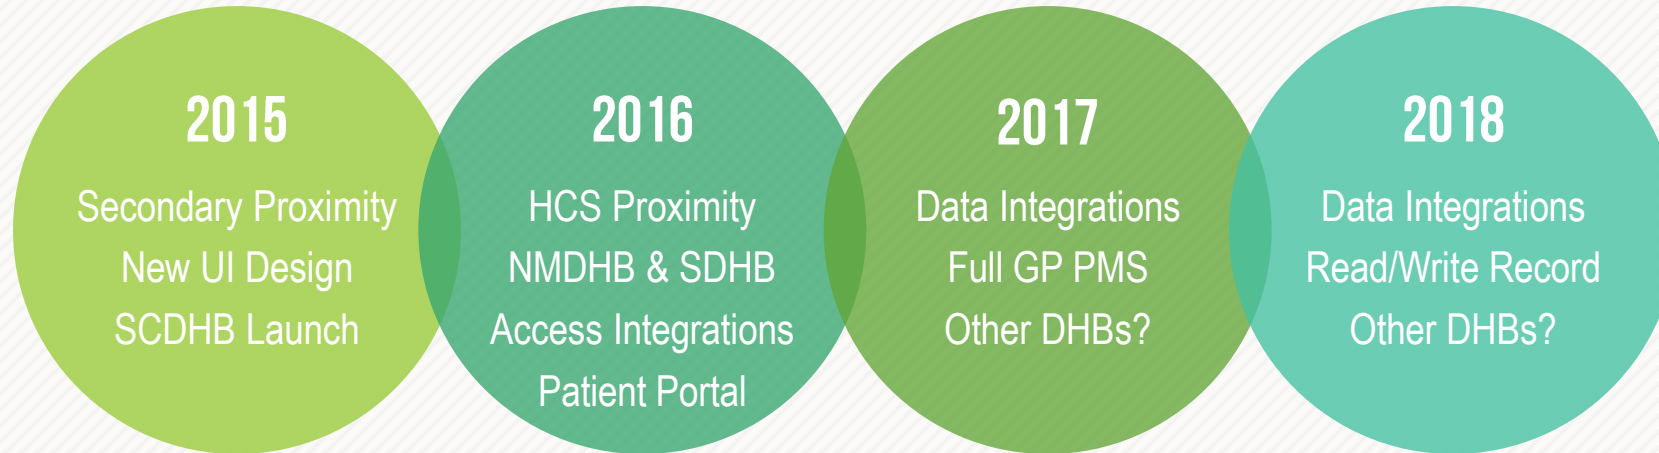 2015
Secondary Proximity
New UI Design
SCDHB Launch
2016
HCS Proximity
NMDHB & SDHB
Access Integrations
Patient Portal
2017
Data Integrations
Full GP PMS
Other DHBs?
2018
Data Integrations
Read/Write Record
Other DHBs?